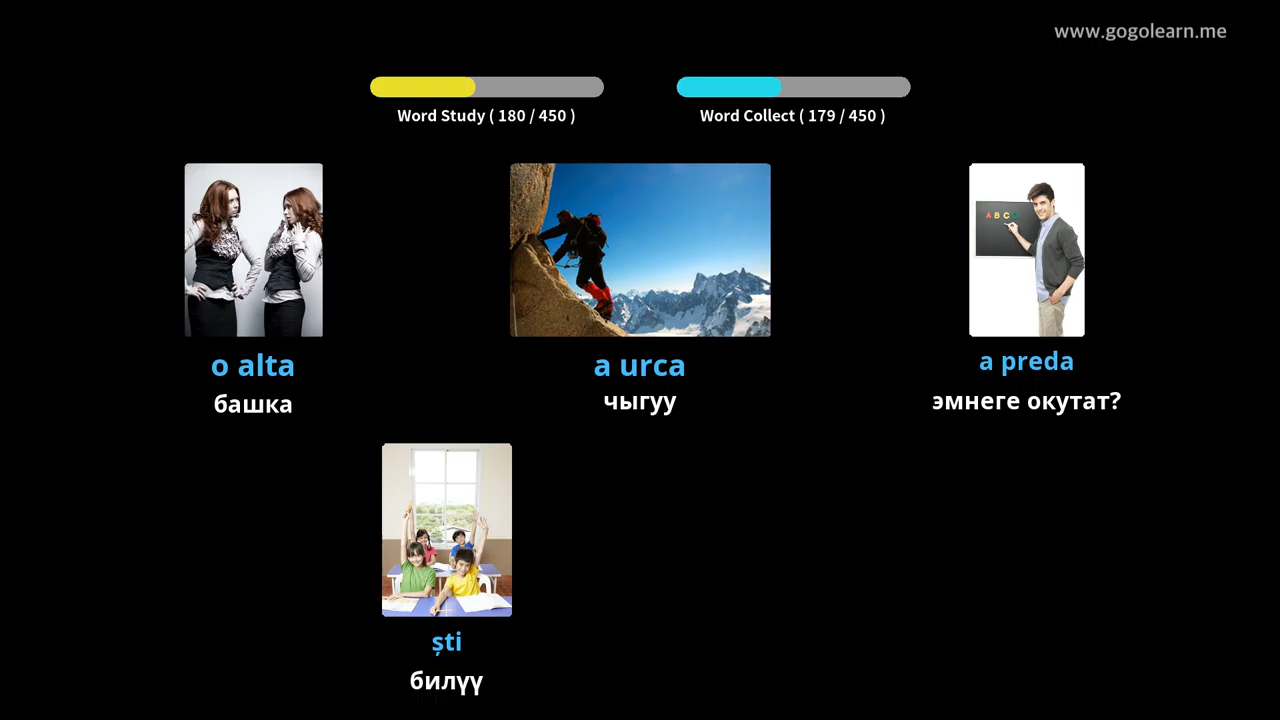 www.gogolearn.me
Word Study ( 180 / 450 )
Word Collect ( 179 / 450 )
A B C D
o alta
башка
a urca
чыгуу
a preda
эмнеге окутат?
ști
билүү